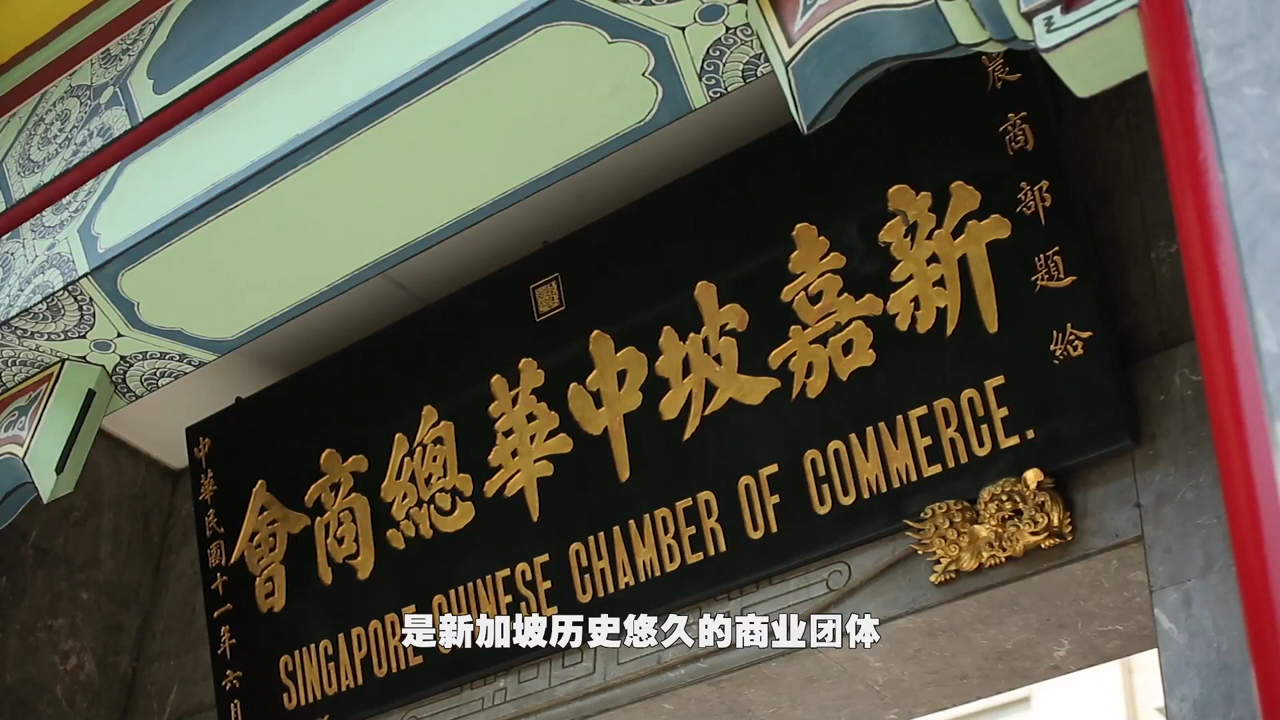 農商部題給
新嘉坡中華總商會
SINGAPORE CHINESE CHAMBER OF COMMERCE.
中華民國十一年六月
是新加坡历史悠久的商业团体